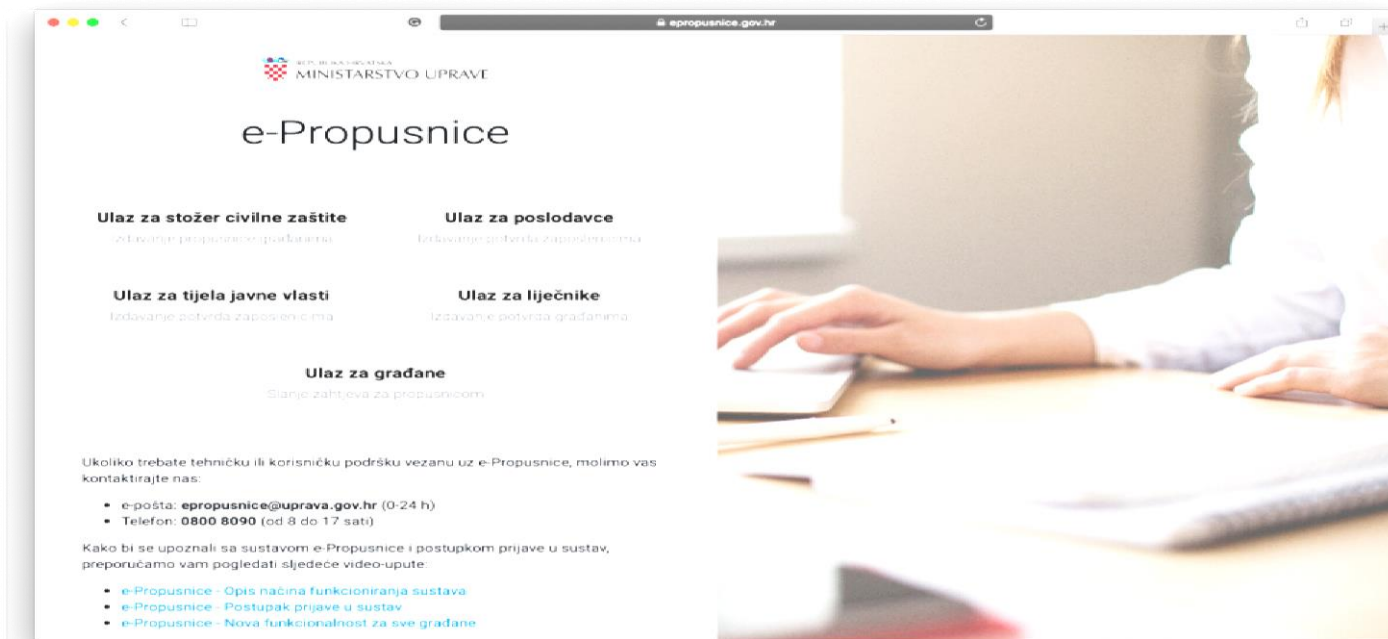 epropusnice.gov.hr
REPUBLIKA HRVATSKA
MINISTARSTVO UPRAVE
e-Propusnice
Ulaz za stožer civilne zaštite
Izdavanje propusnice građanima
Ulaz za poslodavce
Izdavanje potvrda zaposlenicima
Ulaz za tijela javne vlasti
Izdavanje potvrda zaposlenicima
Ulaz za liječnike
Izdavanje potvrda građanima
Ulaz za građane
Slanje zahtjeva za propusnicom
Ukoliko trebate tehničku ili korisničku podršku vezanu uz e-Propusnice, molimo vas
kontaktirajte nas:
• e-pošta: epropusnice@uprava.gov.hr (0-24 h)
• Telefon: 0800 8090 (od 8 do 17 sati)
Kako bi se upoznali sa sustavom e-Propusnice i postupkom prijave u sustav,
preporučamo vam pogledati sljedeće video-upute:
• e-Propusnice - Opis načina funkcioniranja sustava
• e-Propusnice - Postupak prijave u sustav
• e-Propusnice - Nova funkcionalnost za sve građane